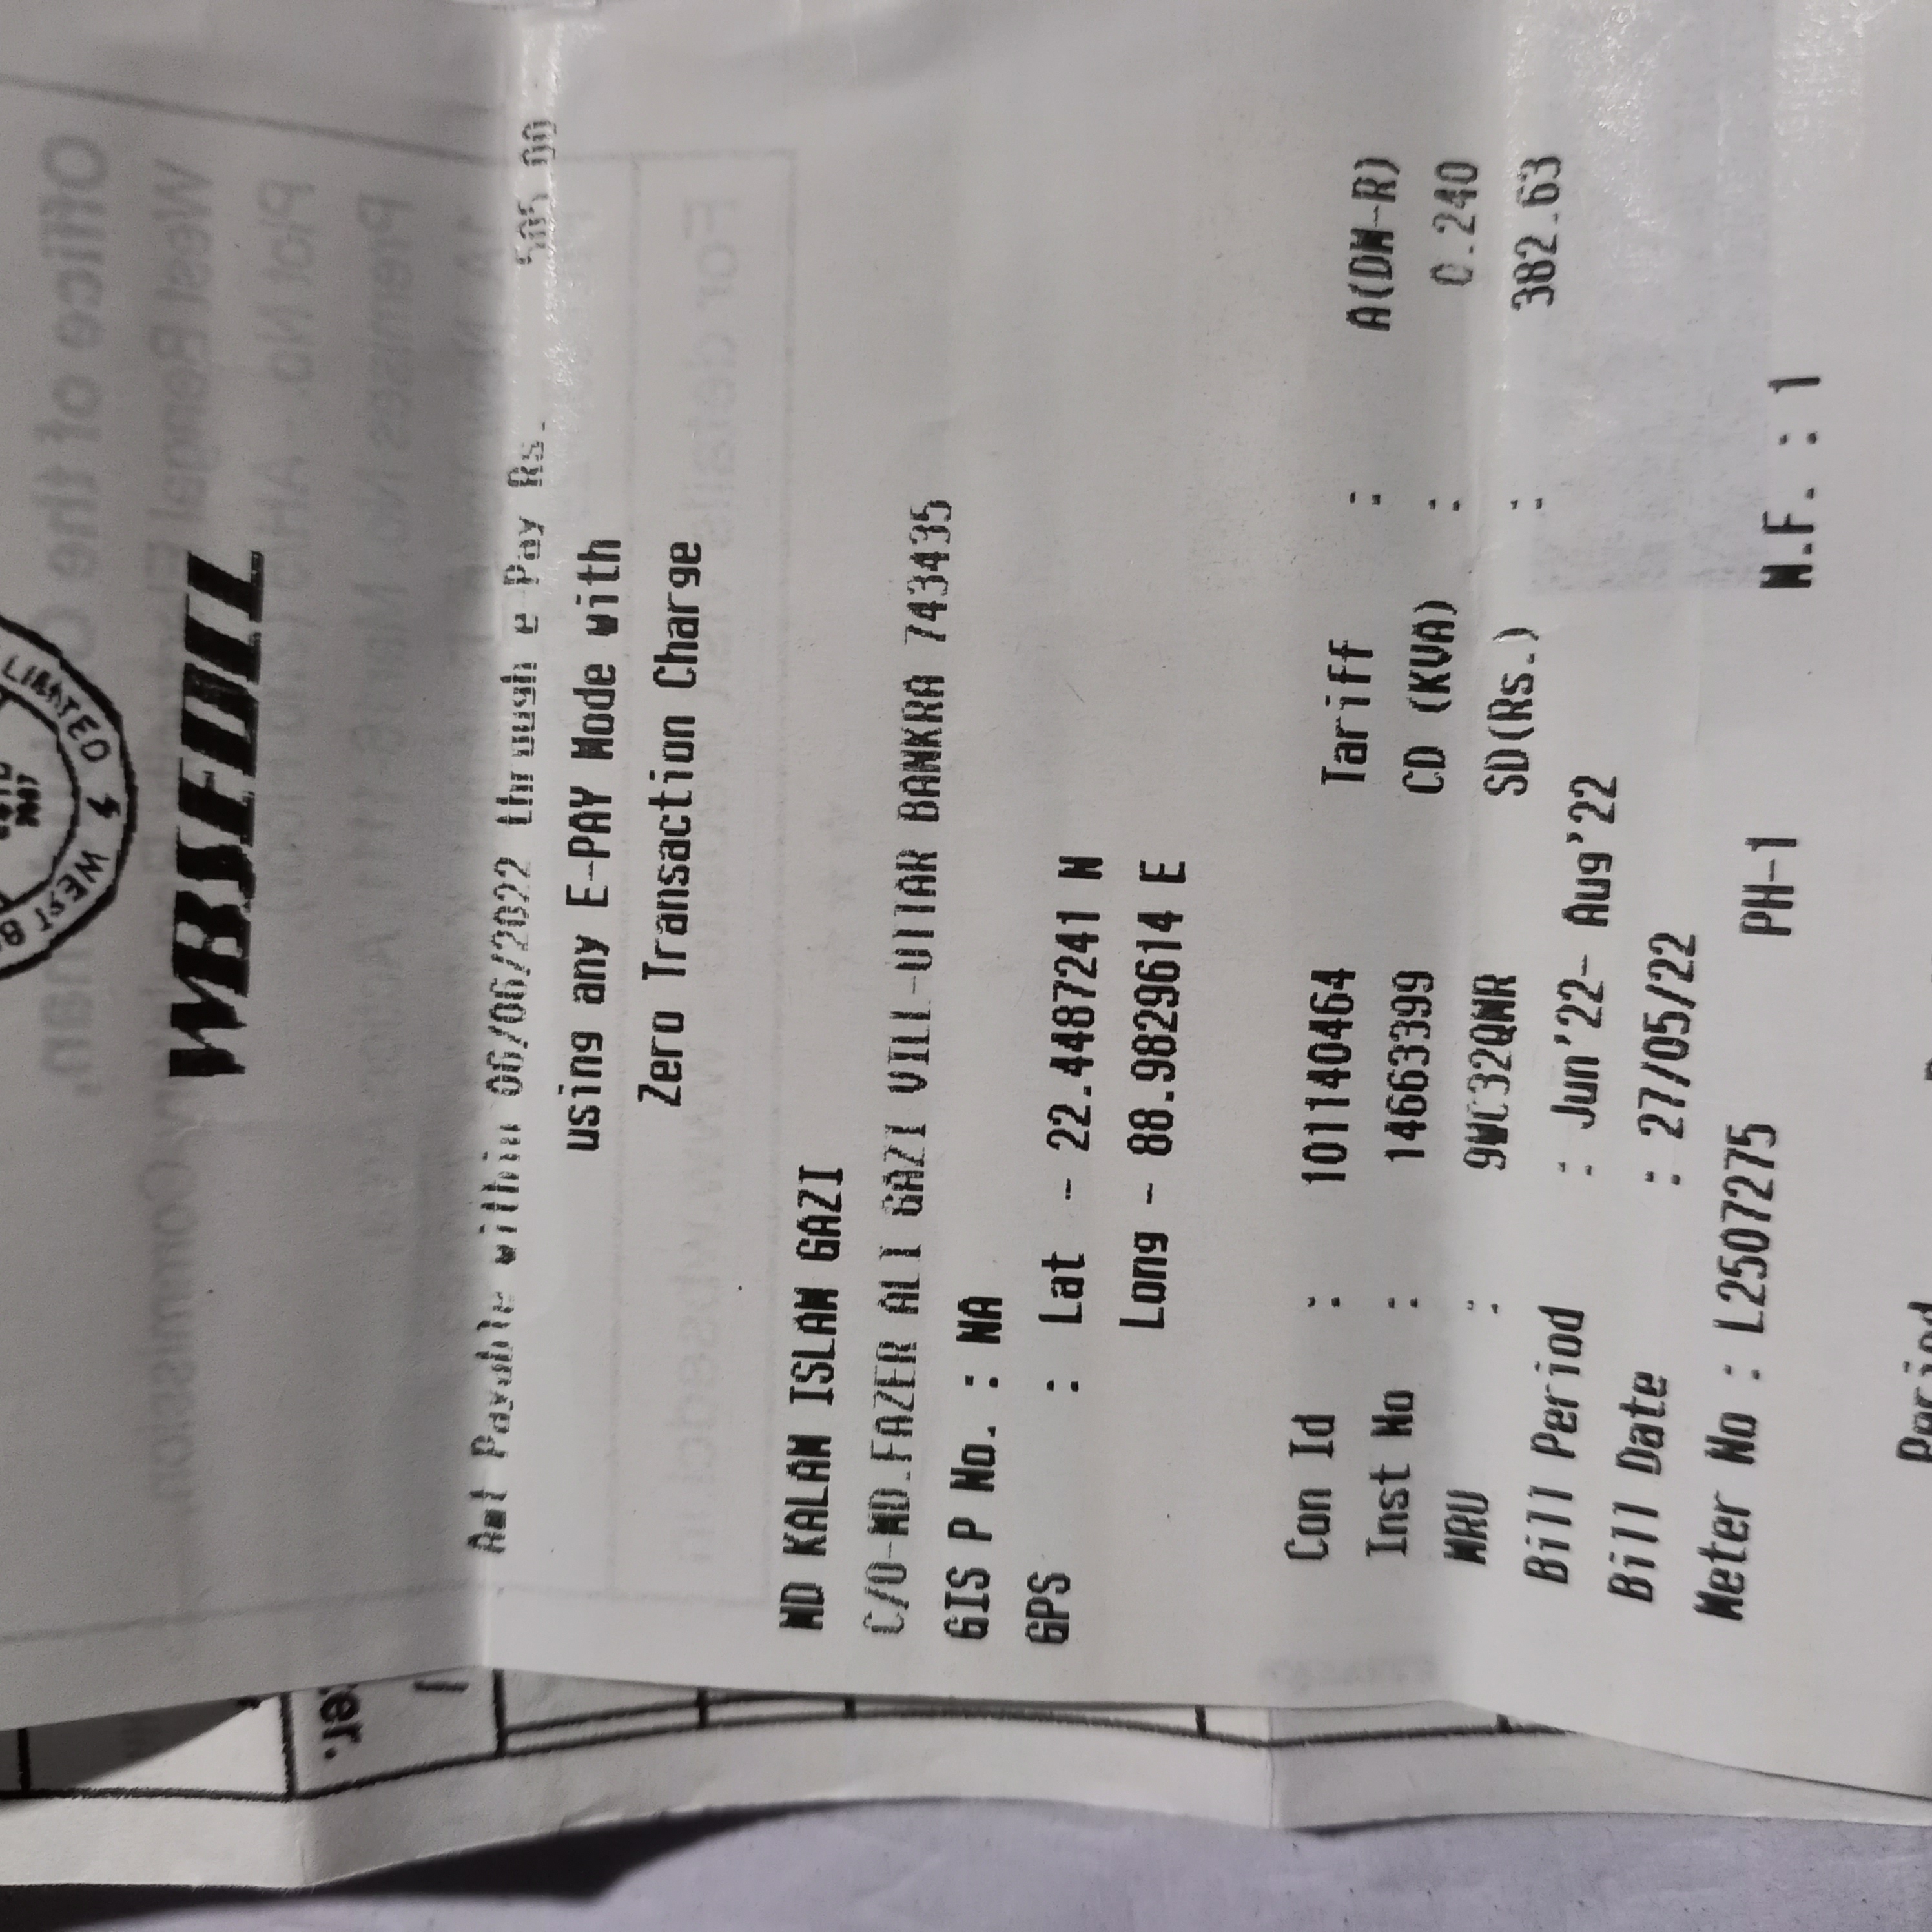 WEST LIMITED
2007
WBSEDCL
Amt Payable within 06/06/2022 through e Pay Rs. 505.00
using any E-PAY Mode with
Zero Transaction Charge
MD KALAM ISLAM GAZI
C/O-MD.FAZER ALI GAZI VILL-UTTAR BANKRA 743435
GIS P No. : NA
GPS : Lat - 22.4487241 N
Long - 88.9829614 E
Con Id : 101140464 Tariff : A(DM-R)
Inst No : 14663399 CD (KVA) : 0.240
MRU : SD(Rs.) : 382.63
Bill Period : Jun'22- Aug'22
Bill Date : 27/05/22
Meter No : L2507275 PH-1 M.F. : 1
Period